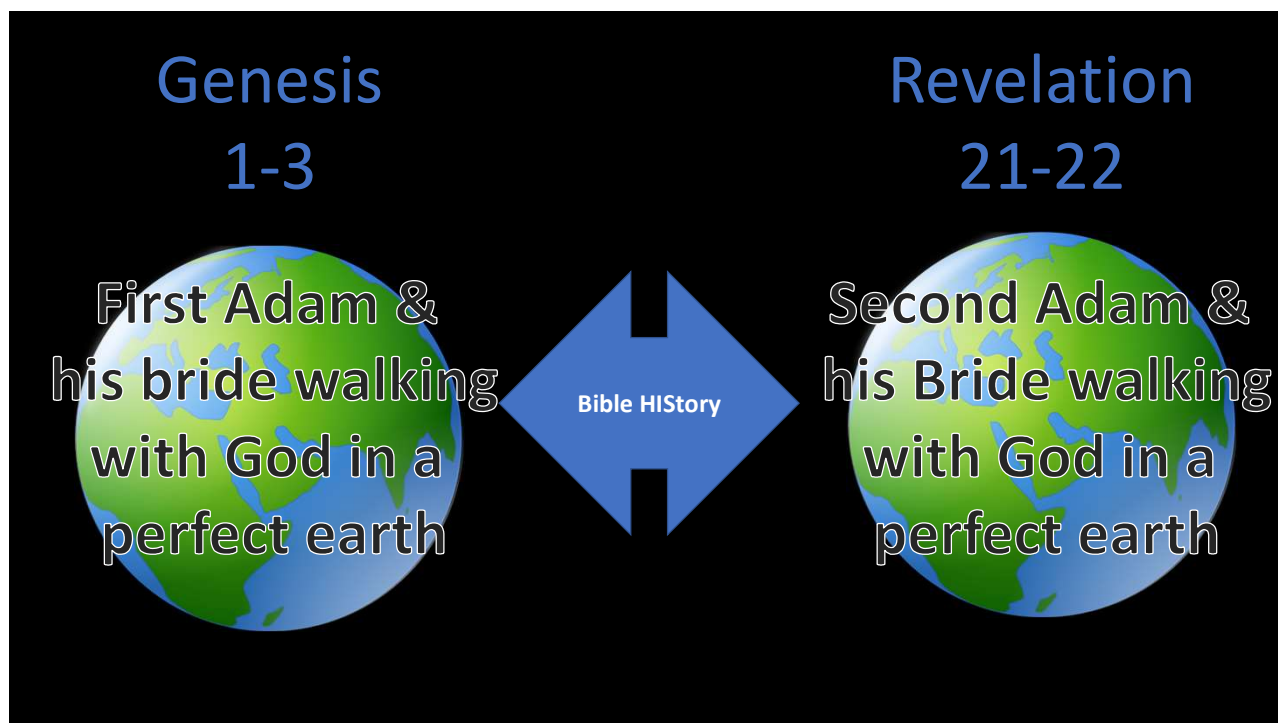 Genesis
1-3
Revelation
21-22
First Adam &
his bride walking
with God in a
perfect earth
Bible HIStory
Second Adam &
his Bride walking
with God in a
perfect earth